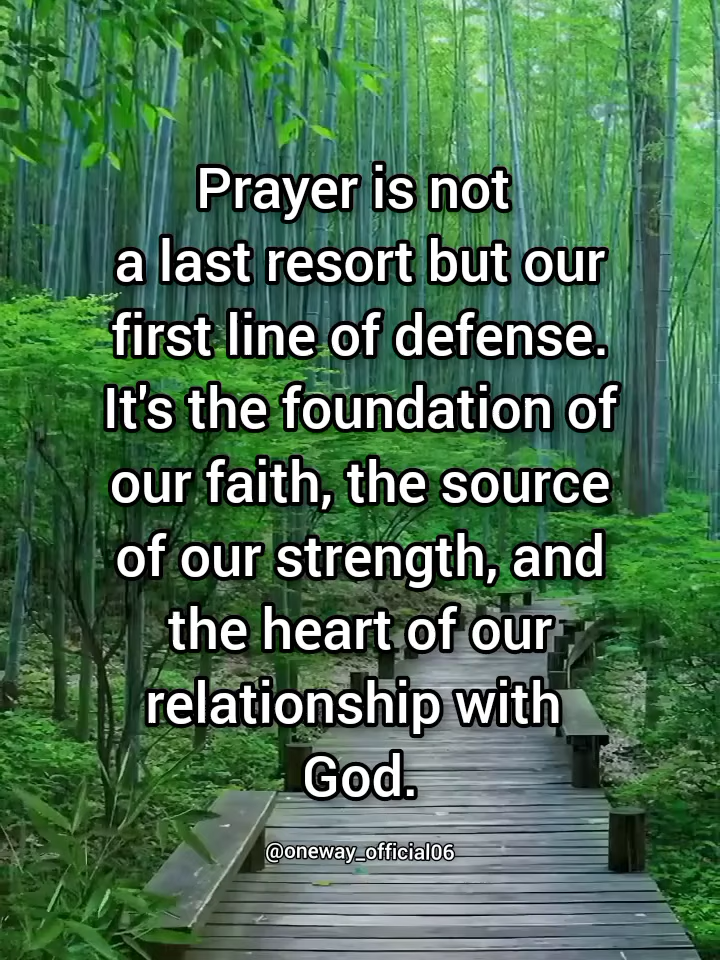 Prayer is not
a last resort but our
first line of defense.
It's the foundation of
our faith, the source
of our strength, and
the heart of our
relationship with
God.
@oneway_official06